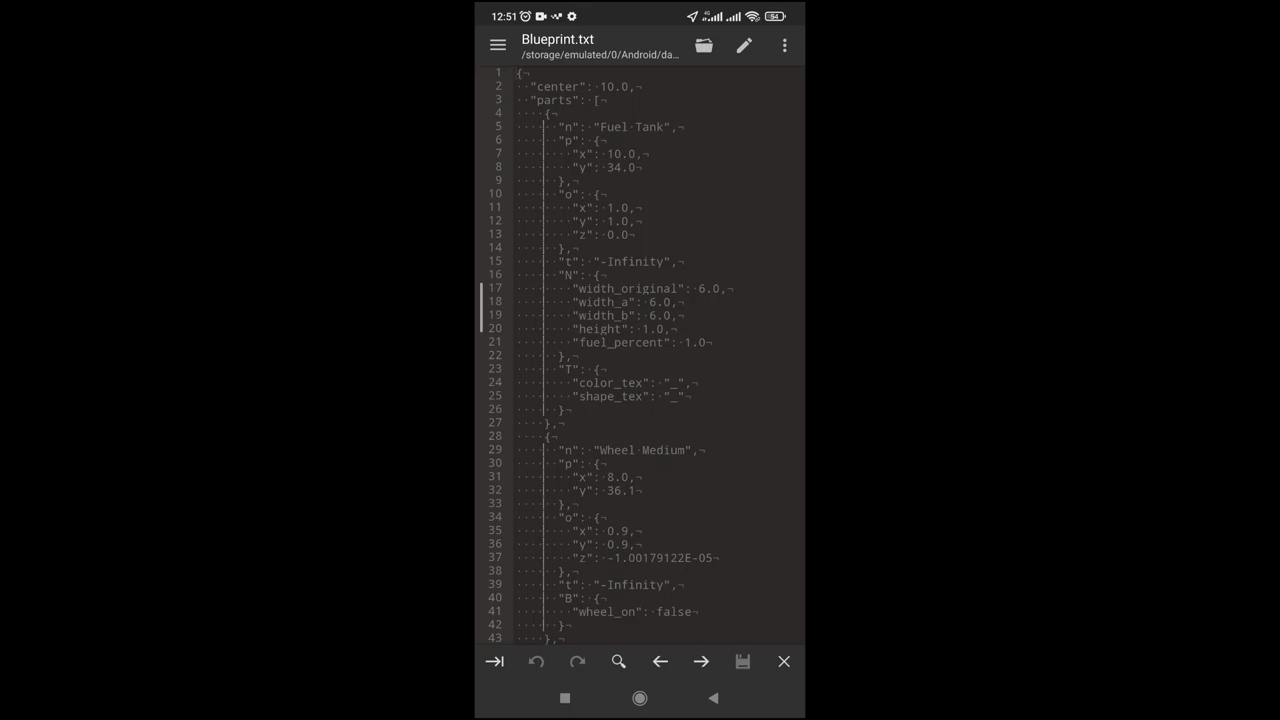 12:51 4G 54
Blueprint.txt
/storage/emulated/0/Android/da...
1 {¬
2 ··"center":·10.0,¬
3 ··"parts":·[¬
4 ····{¬
5 ······"n":·"Fuel·Tank",¬
6 ······"p":·{¬
7 ········"x":·10.0,¬
8 ········"y":·34.0¬
9 ······},¬
10 ······"o":·{¬
11 ········"x":·1.0,¬
12 ········"y":·1.0,¬
13 ········"z":·0.0¬
14 ······},¬
15 ······"t":·"-Infinity",¬
16 ······"N":·{¬
17 ········"width_original":·6.0,¬
18 ········"width_a":·6.0,¬
19 ········"width_b":·6.0,¬
20 ········"height":·1.0,¬
21 ········"fuel_percent":·1.0¬
22 ······},¬
23 ······"T":·{¬
24 ········"color_tex":·"_",¬
25 ········"shape_tex":·"_"¬
26 ······}¬
27 ····},¬
28 ····{¬
29 ······"n":·"Wheel·Medium",¬
30 ······"p":·{¬
31 ········"x":·8.0,¬
32 ········"y":·36.1¬
33 ······},¬
34 ······"o":·{¬
35 ········"x":·0.9,¬
36 ········"y":·0.9,¬
37 ········"z":·-1.00179122E-05¬
38 ······},¬
39 ······"t":·"-Infinity",¬
40 ······"B":·{¬
41 ········"wheel_on":·false¬
42 ······}¬
43 ····},¬